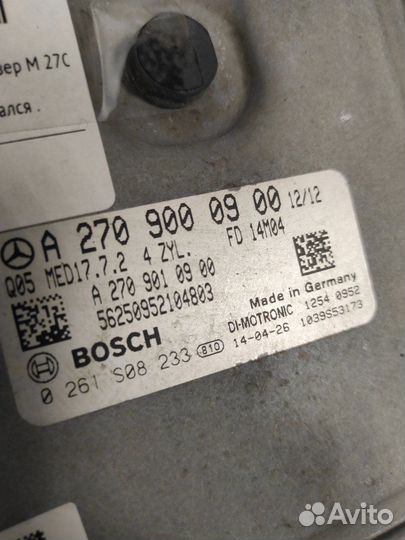 вер М 27С
ался .
A 270 900 09 00 12/12
Q05 MED17.7.2 4 ZYL. FD 14M04
A 270 901 09 00
56250952104803
Made in Germany
BOSCH DI-MOTRONIC 1254 0952
0 261 S08 233 810 14-04-26 1039S53173
Avito